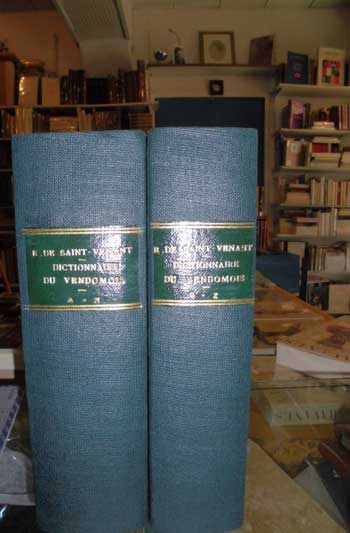 R. DE SAINT-VENANT
DICTIONNAIRE
DU VENDOMOIS
A - N
R. DE SAINT-VENANT
DICTIONNAIRE
DU VENDOMOIS
O - Z